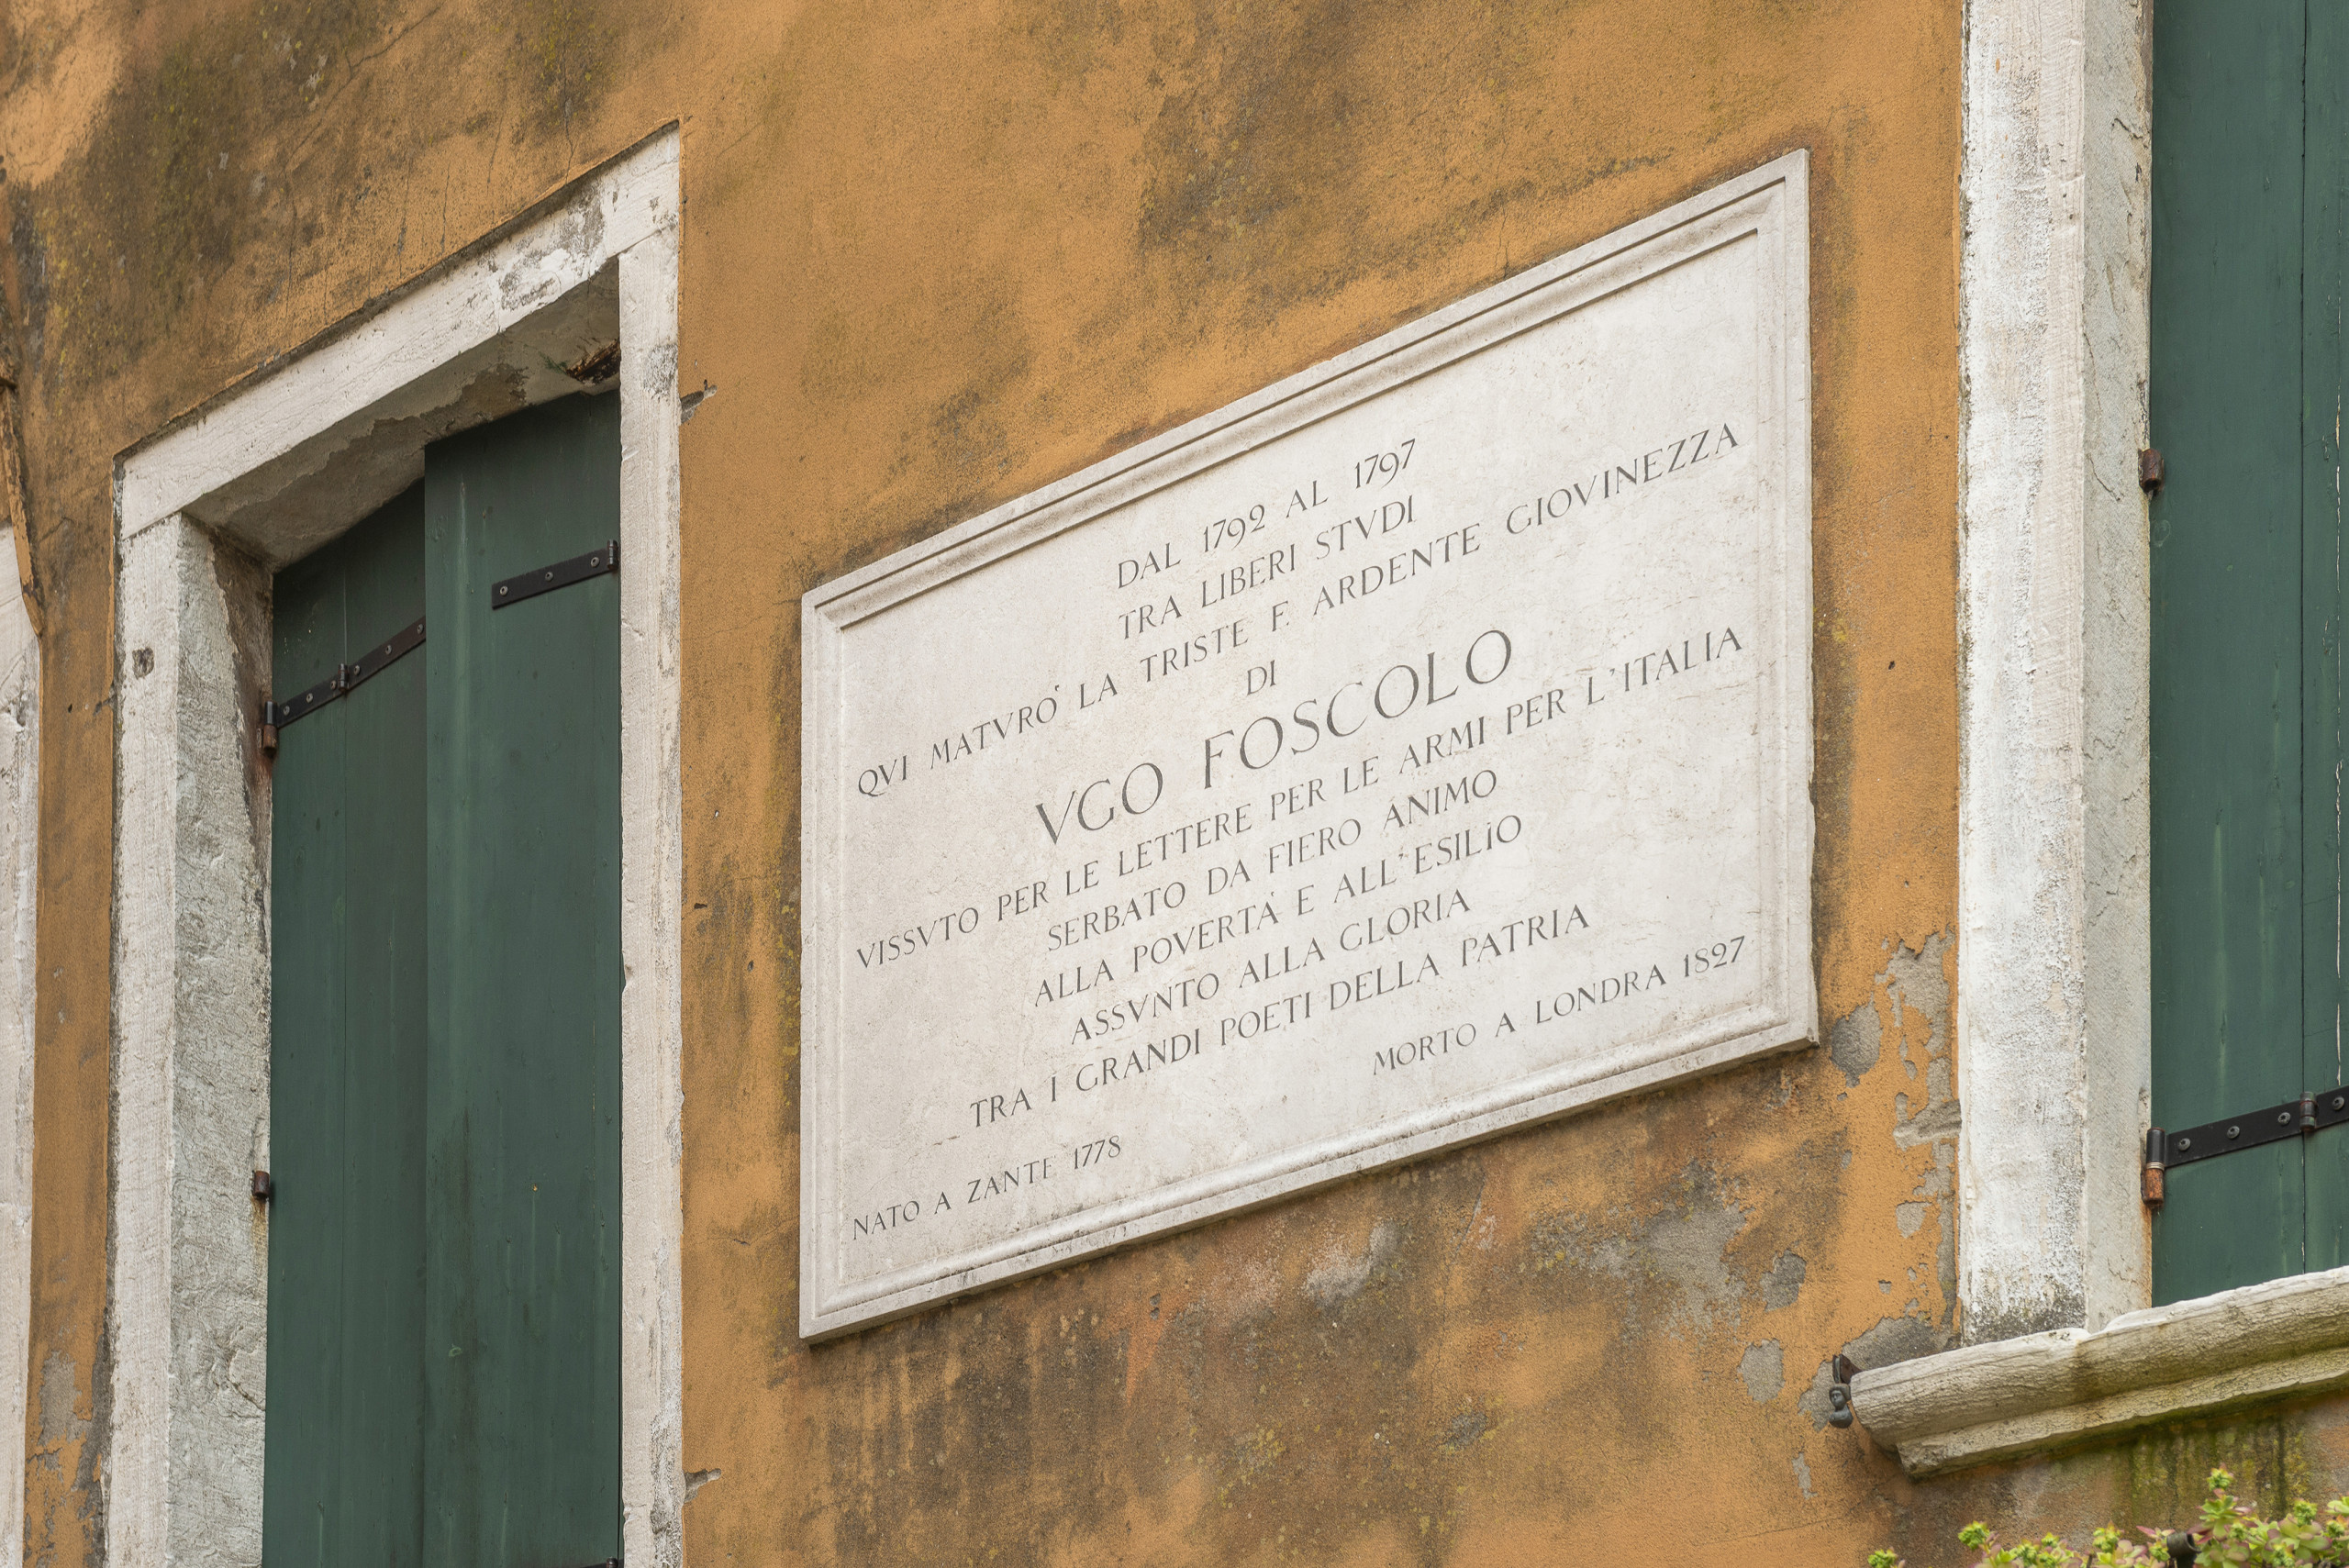 DAL 1792 AL 1797
TRA LIBERI STVDI
QVI MATVRO' LA TRISTE E ARDENTE GIOVINEZZA
DI
VGO FOSCOLO
VISSVTO PER LE LETTERE PER LE ARMI PER L'ITALIA
SERBATO DA FIERO ANIMO
ALLA POVERTA' E ALL'ESILIO
ASSVNTO ALLA GLORIA
TRA I GRANDI POETI DELLA PATRIA
NATO A ZANTE 1778 MORTO A LONDRA 1827